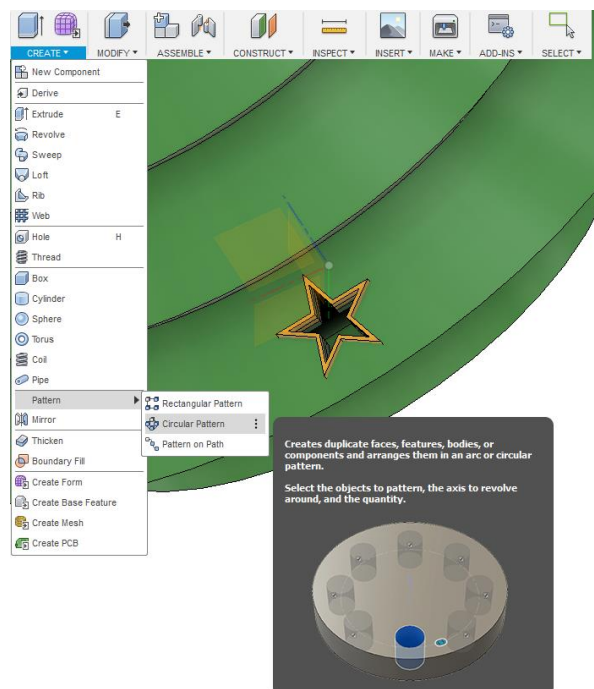 CREATE ▼ MODIFY ▼ ASSEMBLE ▼ CONSTRUCT ▼ INSPECT ▼ INSERT ▼ MAKE ▼ ADD-INS ▼ SELECT ▼
New Component
Derive
Extrude E
Revolve
Sweep
Loft
Rib
Web
Hole H
Thread
Box
Cylinder
Sphere
Torus
Coil
Pipe
Pattern
Rectangular Pattern
Circular Pattern
Pattern on Path
Mirror
Thicken
Boundary Fill
Create Form
Create Base Feature
Create Mesh
Create PCB
Creates duplicate faces, features, bodies, or
components and arranges them in an arc or circular
pattern.
Select the objects to pattern, the axis to revolve
around, and the quantity.